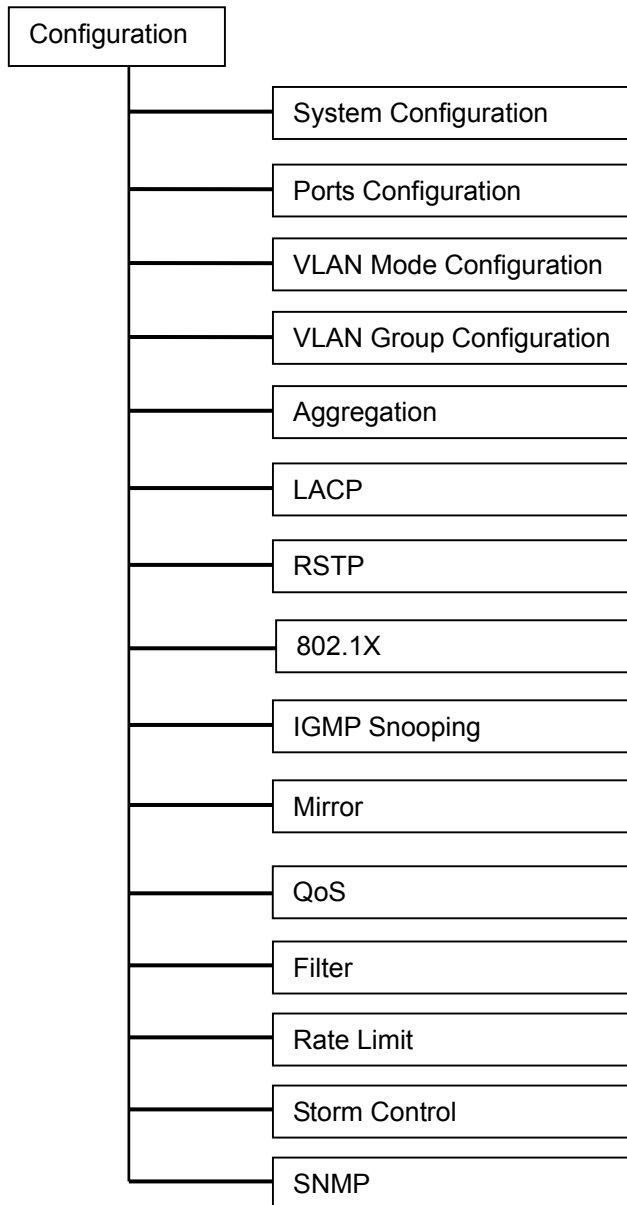 Configuration
System Configuration
Ports Configuration
VLAN Mode Configuration
VLAN Group Configuration
Aggregation
LACP
RSTP
802.1X
IGMP Snooping
Mirror
QoS
Filter
Rate Limit
Storm Control
SNMP